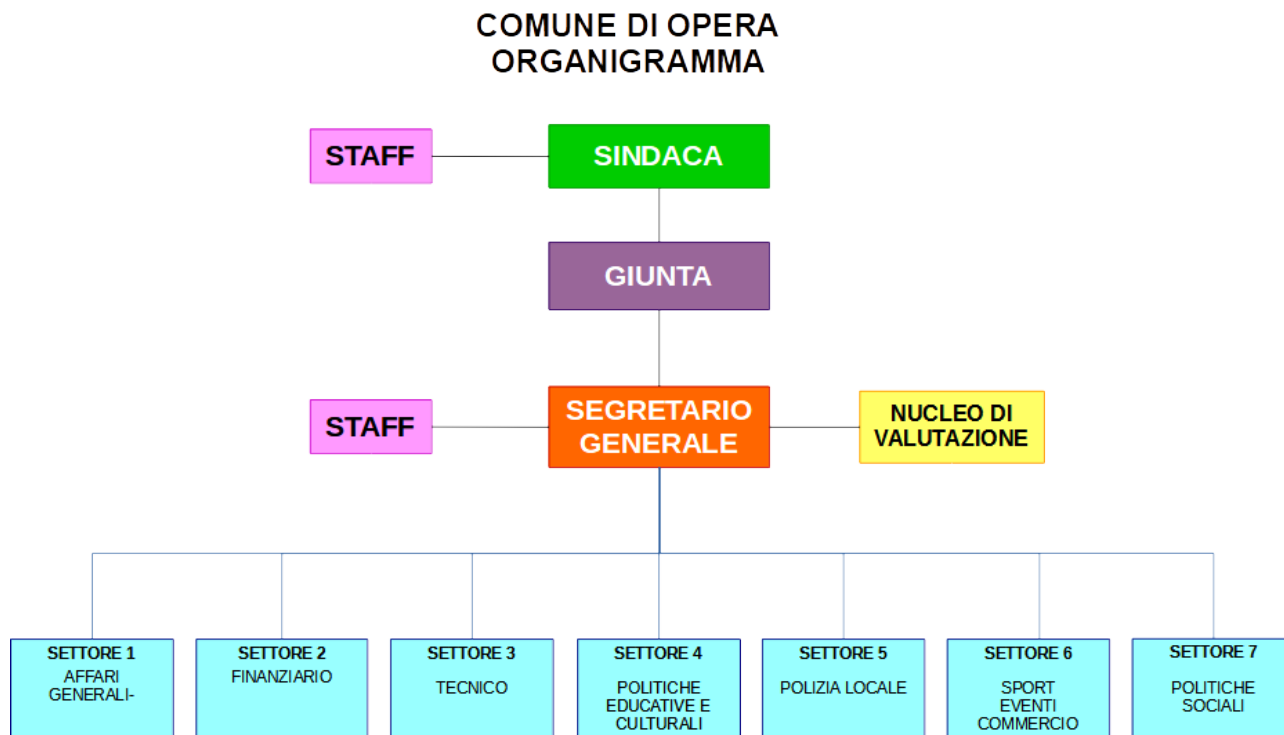 COMUNE DI OPERA
ORGANIGRAMMA
STAFF
SINDACA
GIUNTA
STAFF
SEGRETARIO
GENERALE
NUCLEO DI
VALUTAZIONE
SETTORE 1
AFFARI
GENERALI-
SETTORE 2
FINANZIARIO
SETTORE 3
TECNICO
SETTORE 4
POLITICHE
EDUCATIVE E
CULTURALI
SETTORE 5
POLIZIA LOCALE
SETTORE 6
SPORT
EVENTI
COMMERCIO
SETTORE 7
POLITICHE
SOCIALI